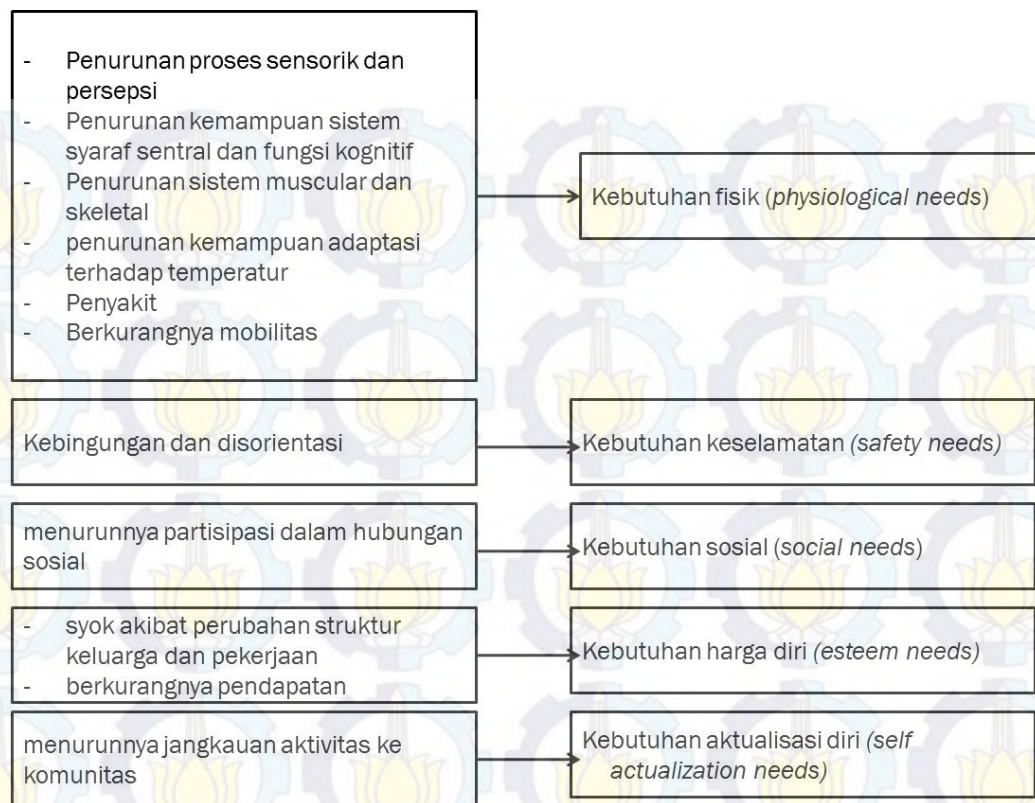 - Penurunan proses sensorik dan
persepsi
- Penurunan kemampuan sistem
syaraf sentral dan fungsi kognitif
- Penurunan sistem muscular dan
skeletal
- penurunan kemampuan adaptasi
terhadap temperatur
- Penyakit
- Berkurangnya mobilitas
Kebutuhan fisik (physiological needs)
Kebingungan dan disorientasi
Kebutuhan keselamatan (safety needs)
menurunnya partisipasi dalam hubungan
sosial
Kebutuhan sosial (social needs)
- syok akibat perubahan struktur
keluarga dan pekerjaan
- berkurangnya pendapatan
Kebutuhan harga diri (esteem needs)
menurunnya jangkauan aktivitas ke
komunitas
Kebutuhan aktualisasi diri (self
actualization needs)